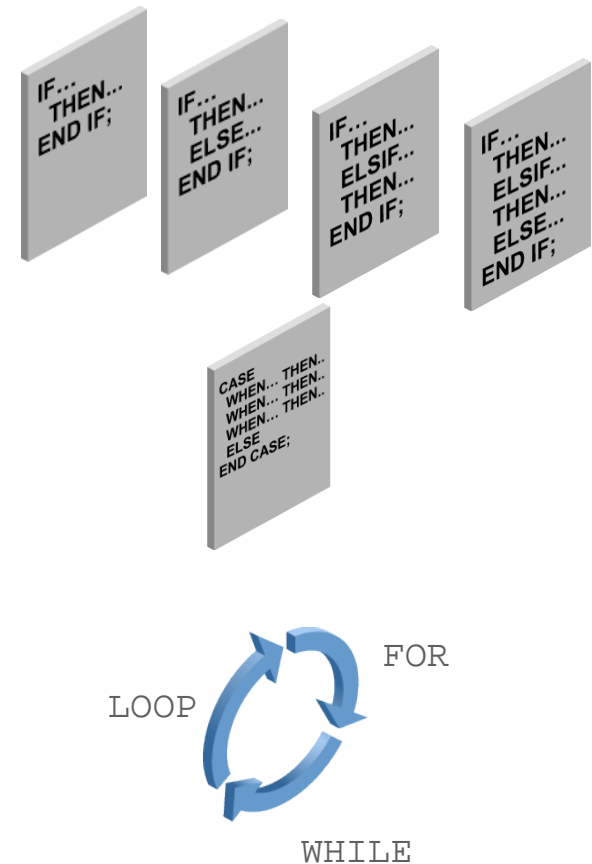 IF...
THEN...
END IF;
IF...
THEN...
ELSE...
END IF;
IF...
THEN...
ELSIF...
THEN...
END IF;
IF...
THEN...
ELSIF...
THEN...
ELSE...
END IF;
CASE
WHEN... THEN..
WHEN... THEN..
WHEN... THEN..
ELSE
END CASE;
FOR
LOOP
WHILE